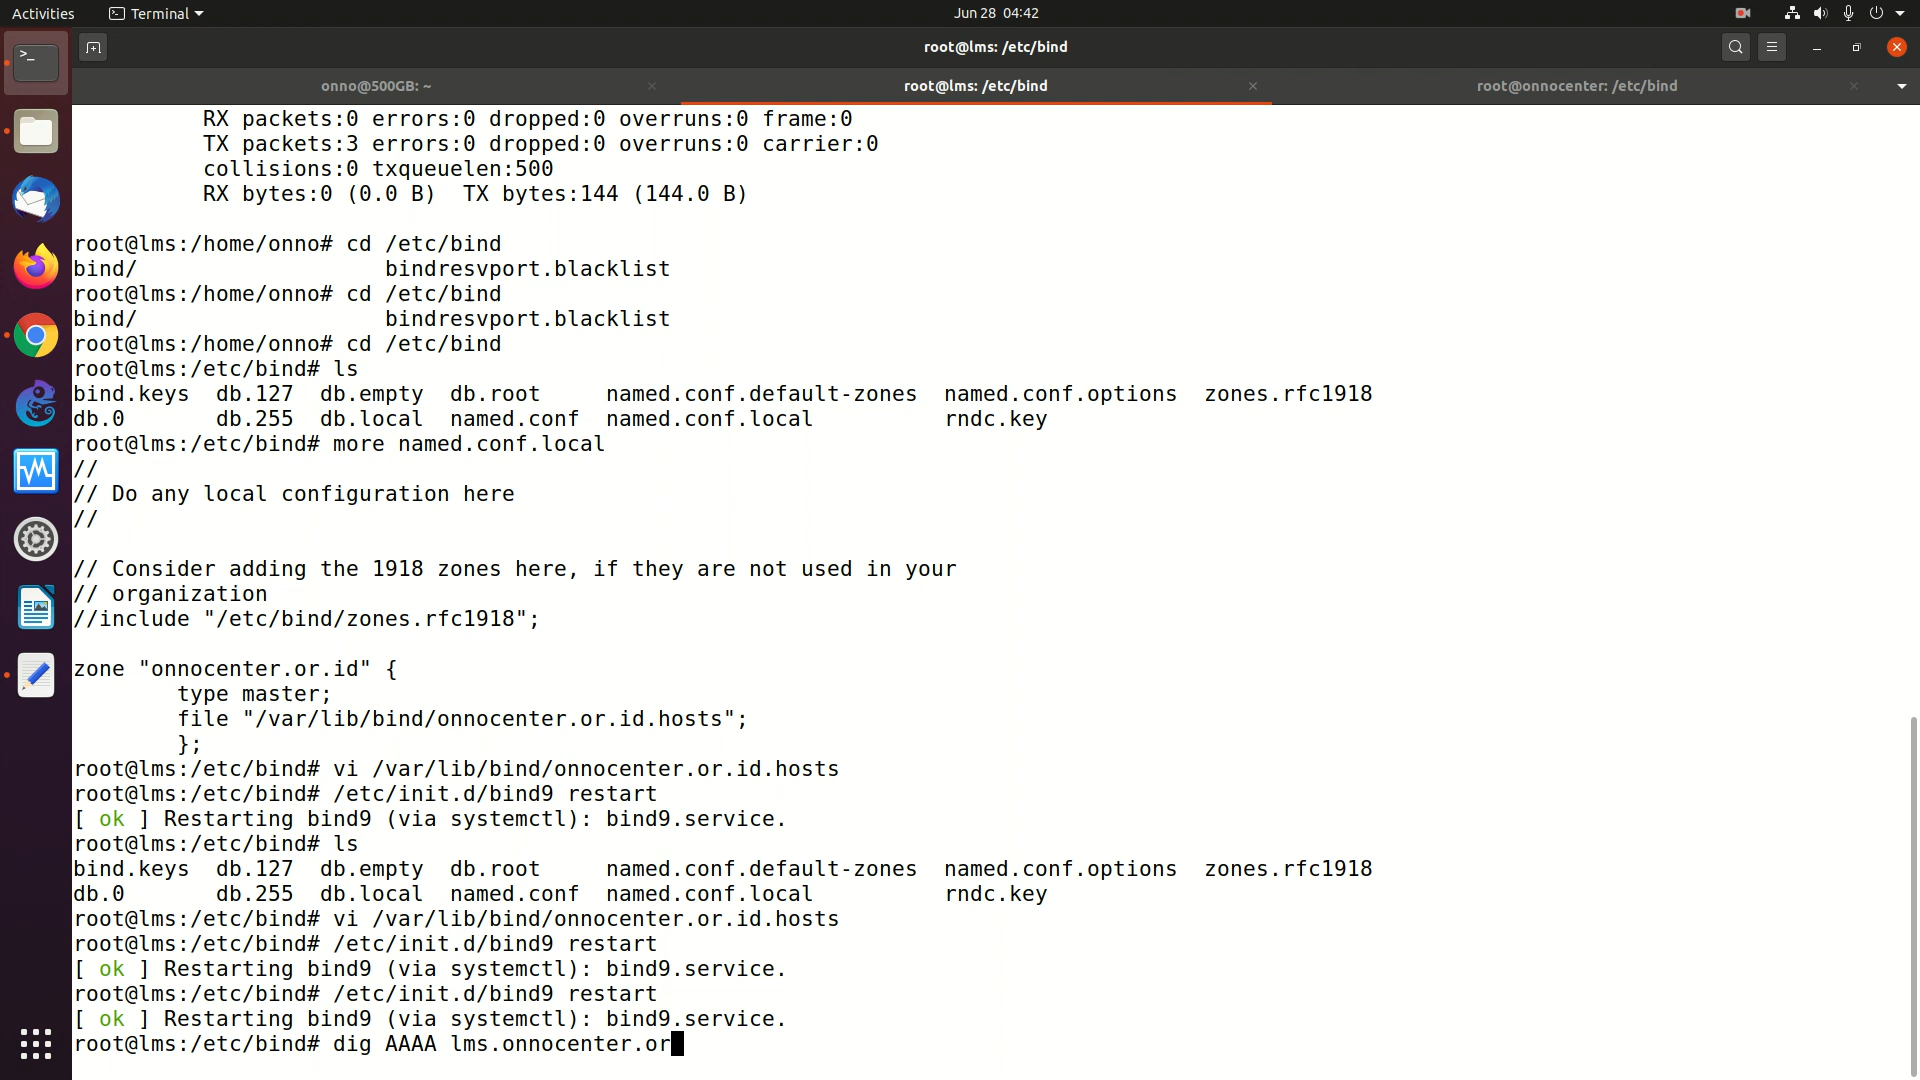 Activities
Terminal
Jun 28 04:42
root@lms: /etc/bind
onno@500GB: ~
root@lms: /etc/bind
root@onnocenter: /etc/bind
RX packets:0 errors:0 dropped:0 overruns:0 frame:0
TX packets:3 errors:0 dropped:0 overruns:0 carrier:0
collisions:0 txqueuelen:500
RX bytes:0 (0.0 B)  TX bytes:144 (144.0 B)
root@lms:/home/onno# cd /etc/bind
bind/                   bindresvport.blacklist
root@lms:/home/onno# cd /etc/bind
bind/                   bindresvport.blacklist
root@lms:/home/onno# cd /etc/bind
root@lms:/etc/bind# ls
bind.keys  db.127  db.empty  db.root     named.conf.default-zones  named.conf.options  zones.rfc1918
db.0       db.255  db.local  named.conf  named.conf.local          rndc.key
root@lms:/etc/bind# more named.conf.local
//
// Do any local configuration here
//
// Consider adding the 1918 zones here, if they are not used in your
// organization
//include "/etc/bind/zones.rfc1918";
zone "onnocenter.or.id" {
        type master;
        file "/var/lib/bind/onnocenter.or.id.hosts";
        };
root@lms:/etc/bind# vi /var/lib/bind/onnocenter.or.id.hosts
root@lms:/etc/bind# /etc/init.d/bind9 restart
[ ok ] Restarting bind9 (via systemctl): bind9.service.
root@lms:/etc/bind# ls
bind.keys  db.127  db.empty  db.root     named.conf.default-zones  named.conf.options  zones.rfc1918
db.0       db.255  db.local  named.conf  named.conf.local          rndc.key
root@lms:/etc/bind# vi /var/lib/bind/onnocenter.or.id.hosts
root@lms:/etc/bind# /etc/init.d/bind9 restart
[ ok ] Restarting bind9 (via systemctl): bind9.service.
root@lms:/etc/bind# /etc/init.d/bind9 restart
[ ok ] Restarting bind9 (via systemctl): bind9.service.
root@lms:/etc/bind# dig AAAA lms.onnocenter.or